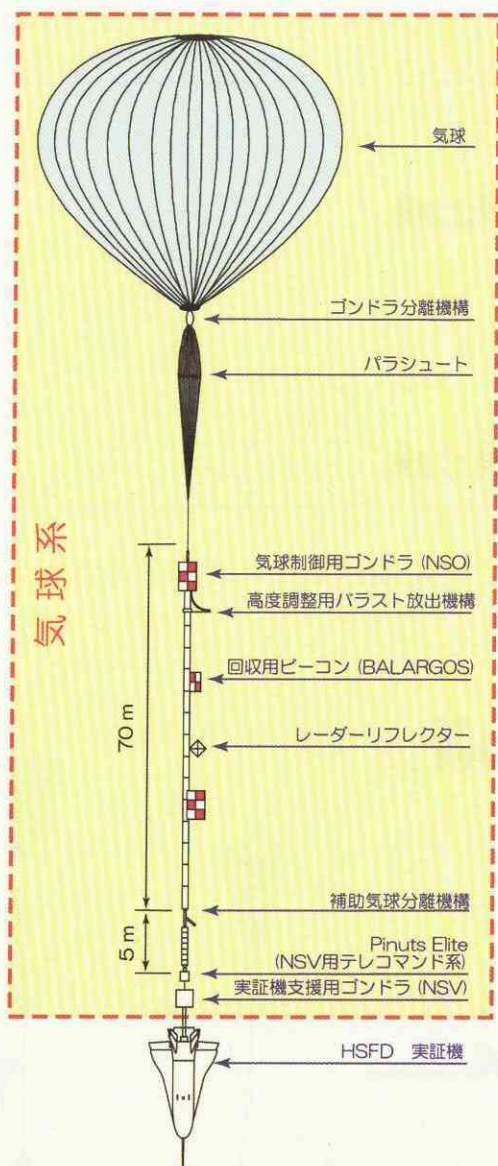 気球
ゴンドラ分離機構
パラシュート
気球系
気球制御用ゴンドラ (NSO)
高度調整用バラスト放出機構
回収用ビーコン (BALARGOS)
70 m
レーダーリフレクター
補助気球分離機構
5 m
Pinuts Elite
(NSV用テレコマンド系)
実証機支援用ゴンドラ (NSV)
HSFD 実証機